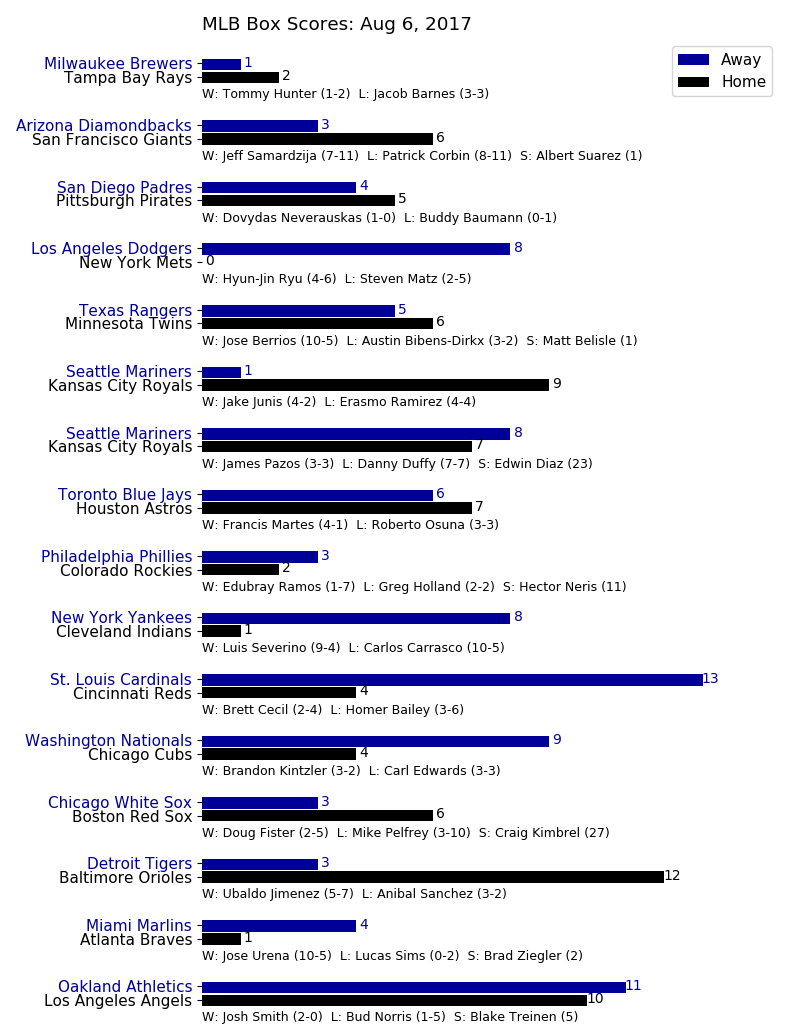 MLB Box Scores: Aug 6, 2017
Away
Home
Milwaukee Brewers 1
Tampa Bay Rays 2
W: Tommy Hunter (1-2) L: Jacob Barnes (3-3)
Arizona Diamondbacks 3
San Francisco Giants 6
W: Jeff Samardzija (7-11) L: Patrick Corbin (8-11) S: Albert Suarez (1)
San Diego Padres 4
Pittsburgh Pirates 5
W: Dovydas Neverauskas (1-0) L: Buddy Baumann (0-1)
Los Angeles Dodgers 8
New York Mets 0
W: Hyun-Jin Ryu (4-6) L: Steven Matz (2-5)
Texas Rangers 5
Minnesota Twins 6
W: Jose Berrios (10-5) L: Austin Bibens-Dirkx (3-2) S: Matt Belisle (1)
Seattle Mariners 1
Kansas City Royals 9
W: Jake Junis (4-2) L: Erasmo Ramirez (4-4)
Seattle Mariners 8
Kansas City Royals 7
W: James Pazos (3-3) L: Danny Duffy (7-7) S: Edwin Diaz (23)
Toronto Blue Jays 6
Houston Astros 7
W: Francis Martes (4-1) L: Roberto Osuna (3-3)
Philadelphia Phillies 3
Colorado Rockies 2
W: Edubray Ramos (1-7) L: Greg Holland (2-2) S: Hector Neris (11)
New York Yankees 8
Cleveland Indians 1
W: Luis Severino (9-4) L: Carlos Carrasco (10-5)
St. Louis Cardinals 13
Cincinnati Reds 4
W: Brett Cecil (2-4) L: Homer Bailey (3-6)
Washington Nationals 9
Chicago Cubs 4
W: Brandon Kintzler (3-2) L: Carl Edwards (3-3)
Chicago White Sox 3
Boston Red Sox 6
W: Doug Fister (2-5) L: Mike Pelfrey (3-10) S: Craig Kimbrel (27)
Detroit Tigers 3
Baltimore Orioles 12
W: Ubaldo Jimenez (5-7) L: Anibal Sanchez (3-2)
Miami Marlins 4
Atlanta Braves 1
W: Jose Urena (10-5) L: Lucas Sims (0-2) S: Brad Ziegler (2)
Oakland Athletics 11
Los Angeles Angels 10
W: Josh Smith (2-0) L: Bud Norris (1-5) S: Blake Treinen (5)